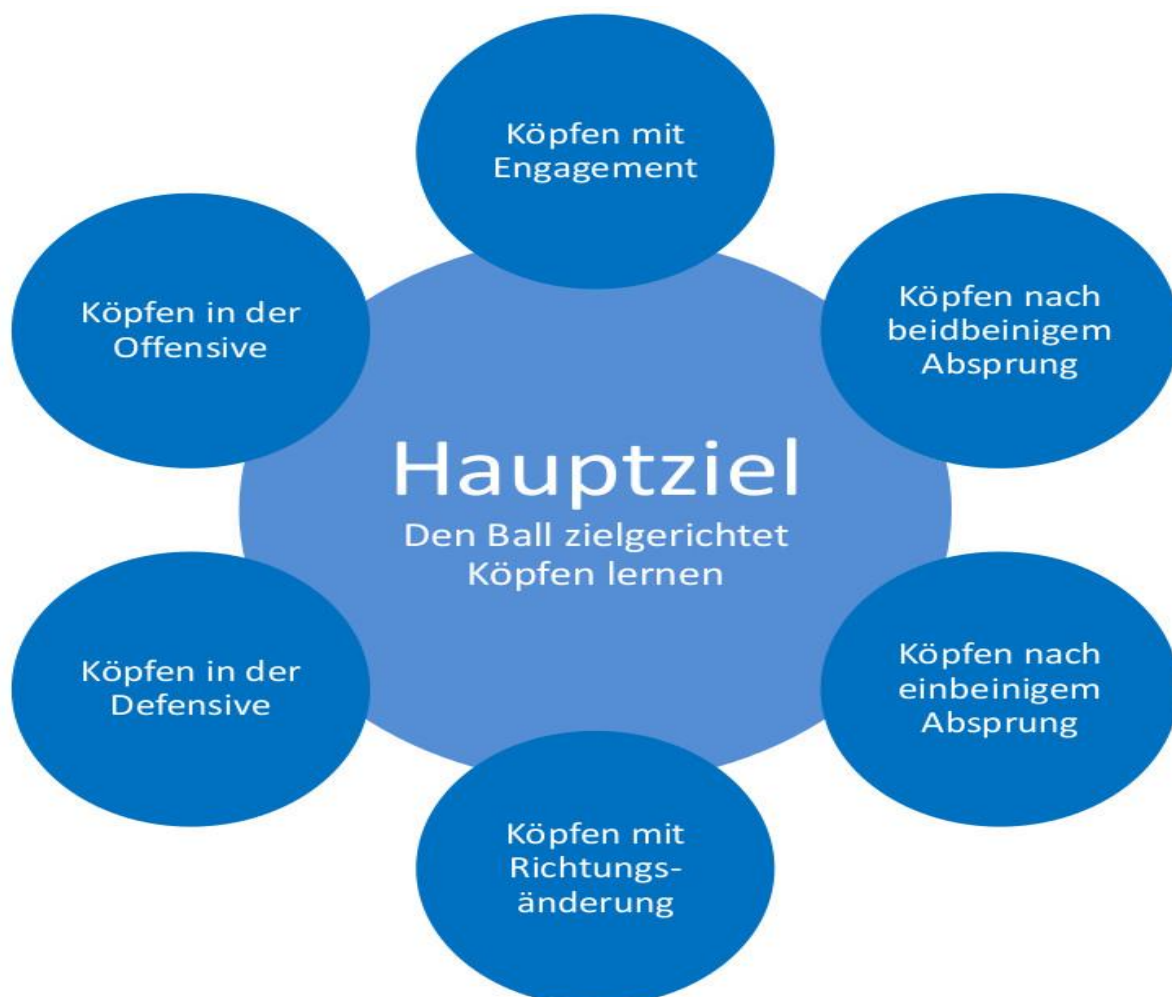 Köpfen mit
Engagement
Köpfen in der
Offensive
Köpfen nach
beidbeinigem
Absprung
Hauptziel
Den Ball zielgerichtet
Köpfen lernen
Köpfen in der
Defensive
Köpfen nach
einbeinigem
Absprung
Köpfen mit
Richtungs-
änderung